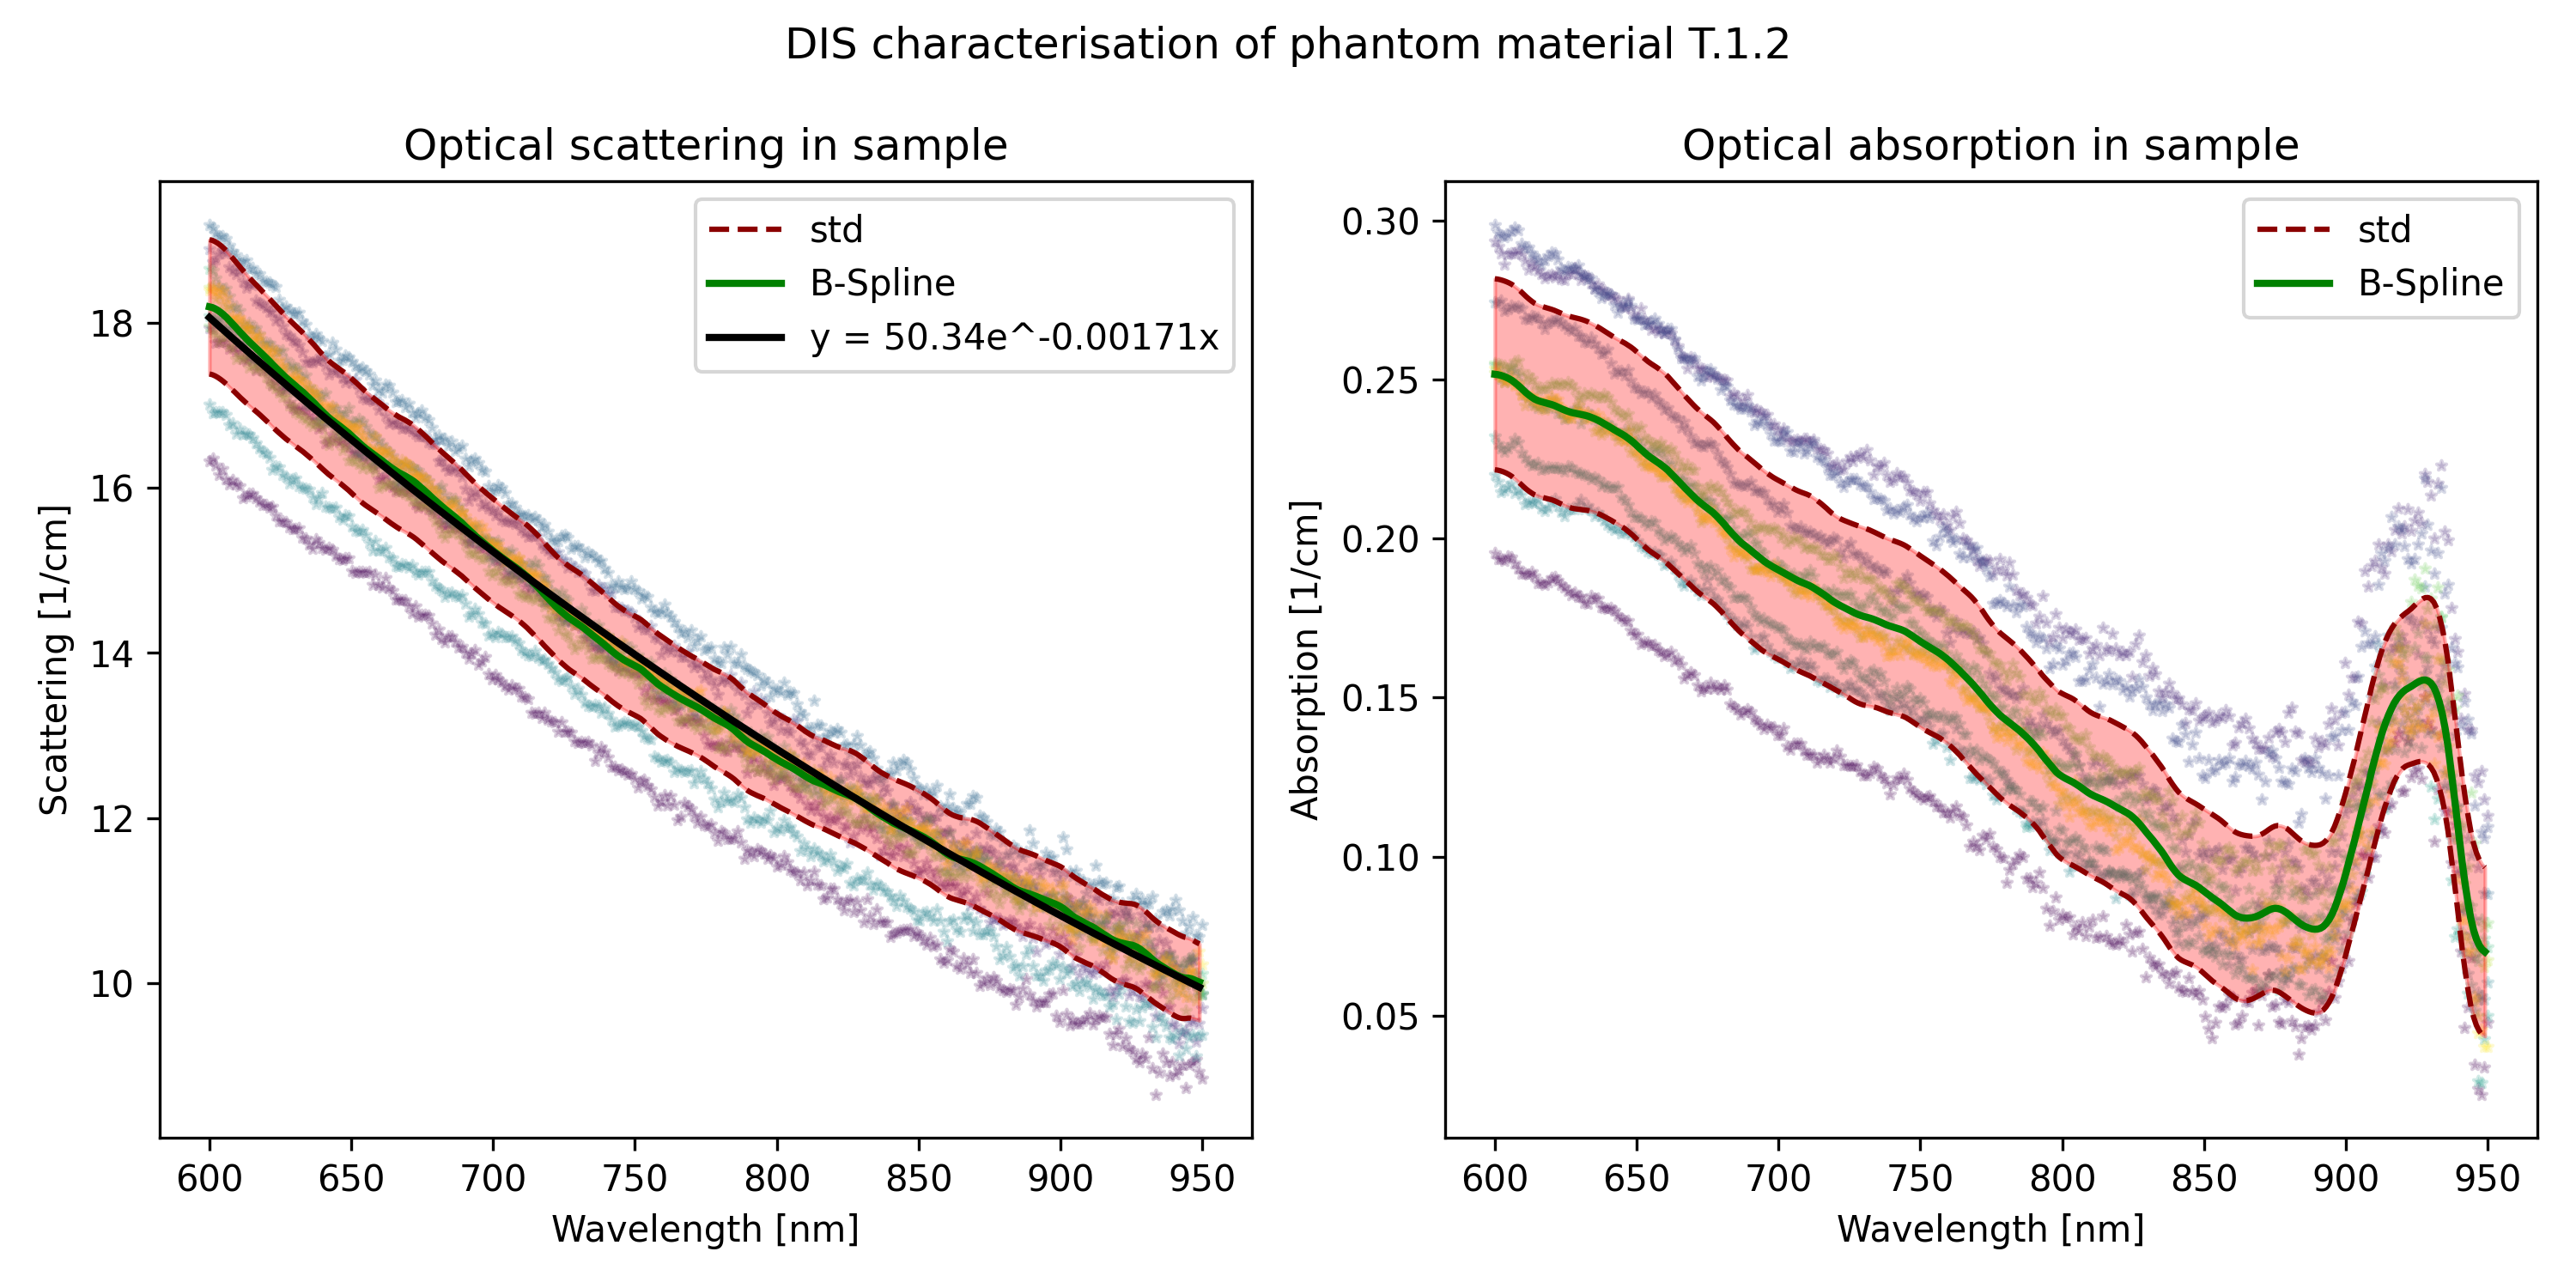 DIS characterisation of phantom material T.1.2
Optical scattering in sample
std
B-Spline
y = 50.34e^-0.00171x
Scattering [1/cm]
18
16
14
12
10
600 650 700 750 800 850 900 950
Wavelength [nm]
Optical absorption in sample
std
B-Spline
Absorption [1/cm]
0.30
0.25
0.20
0.15
0.10
0.05
600 650 700 750 800 850 900 950
Wavelength [nm]